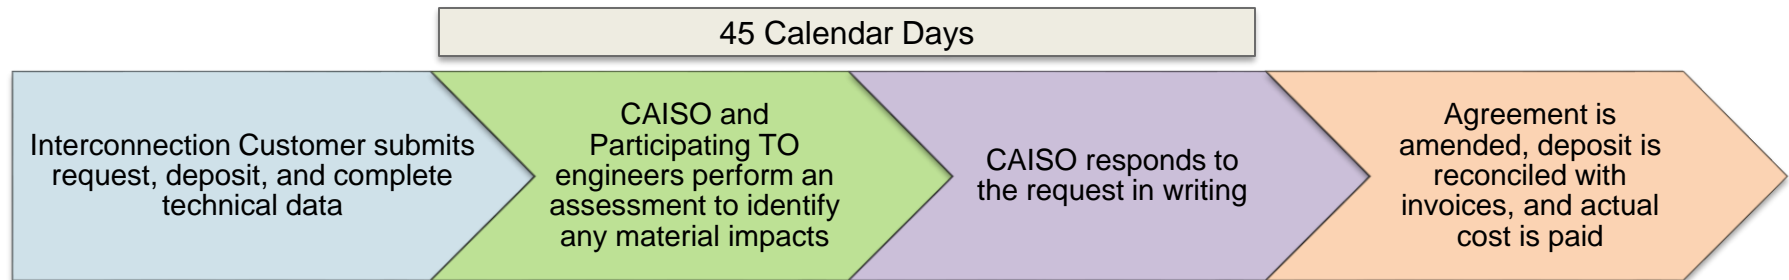 45 Calendar Days
Interconnection Customer submits
request, deposit, and complete
technical data
CAISO and
Participating TO
engineers perform an
assessment to identify
any material impacts
CAISO responds to
the request in writing
Agreement is
amended, deposit is
reconciled with
invoices, and actual
cost is paid